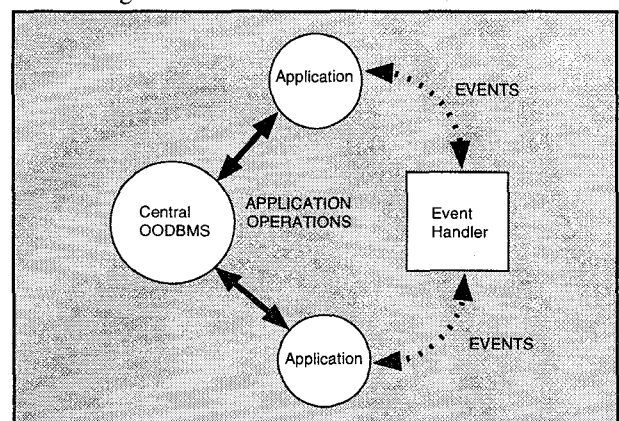 Application
EVENTS
Central
OODBMS
APPLICATION
OPERATIONS
Event
Handler
Application
EVENTS